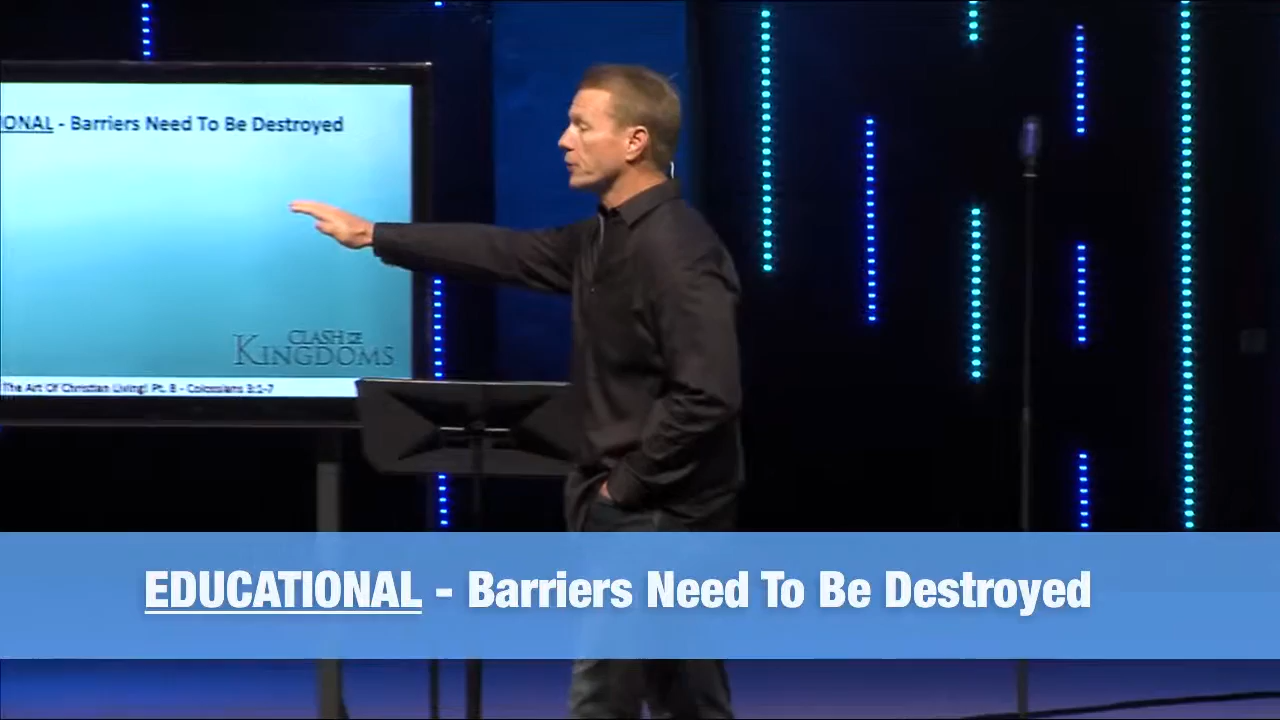 ONAL - Barriers Need To Be Destroyed
CLASH OF
KINGDOMS
The Art Of Christian Living! Pt. 8 - Colossians 3:1-7
EDUCATIONAL - Barriers Need To Be Destroyed